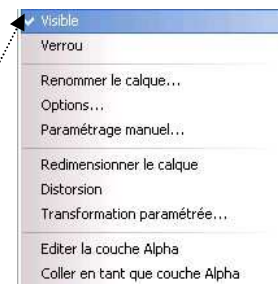 Visible
Verrou
Renommer le calque...
Options...
Paramétrage manuel...
Redimensionner le calque
Distorsion
Transformation paramétrée...
Editer la couche Alpha
Coller en tant que couche Alpha